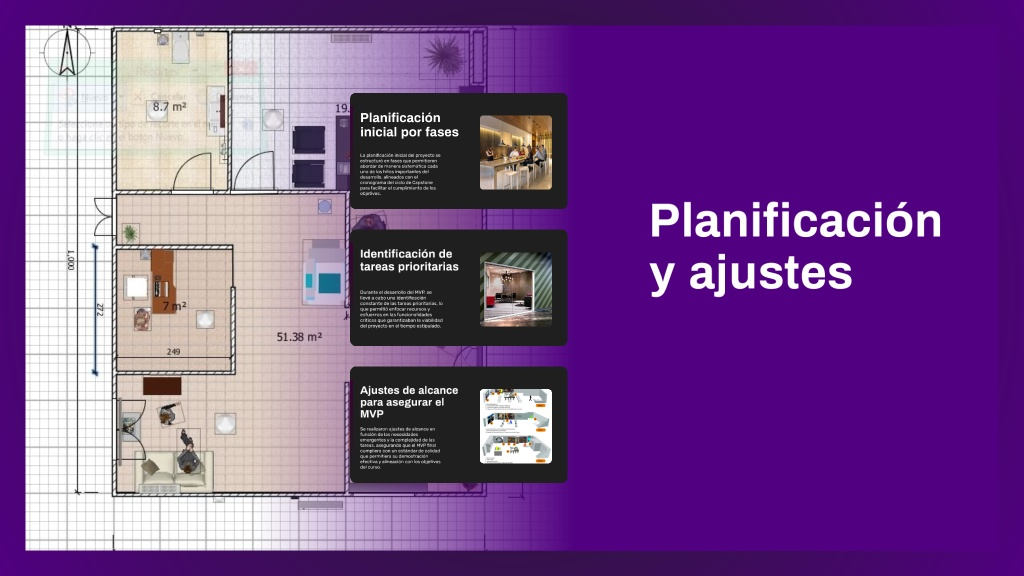 N
8.7 m²
19.
Planificación
inicial por fases
La planificación inicial del proyecto se
estructuró en fases que permitieron
abordar de manera sistemática cada
uno de los hitos importantes del
desarrollo, alineados con el
cronograma del ciclo de Capstone
para facilitar el cumplimiento de los
objetivos.
Planificación
y ajustes
Identificación de
tareas prioritarias
Durante el desarrollo del MVP, se
llevó a cabo una identificación
constante de las tareas prioritarias, lo
que permitió enfocar recursos y
esfuerzos en las funcionalidades
críticas que garantizaban la viabilidad
del proyecto en el tiempo estipulado.
1,000
272
7 m²
249
51.38 m²
Ajustes de alcance
para asegurar el
MVP
Se realizaron ajustes de alcance en
función de las necesidades
emergentes y la complejidad de las
tareas, asegurando que el MVP final
cumpliera con un estándar de calidad
que permitiera su demostración
efectiva y alineación con los objetivos
del curso.